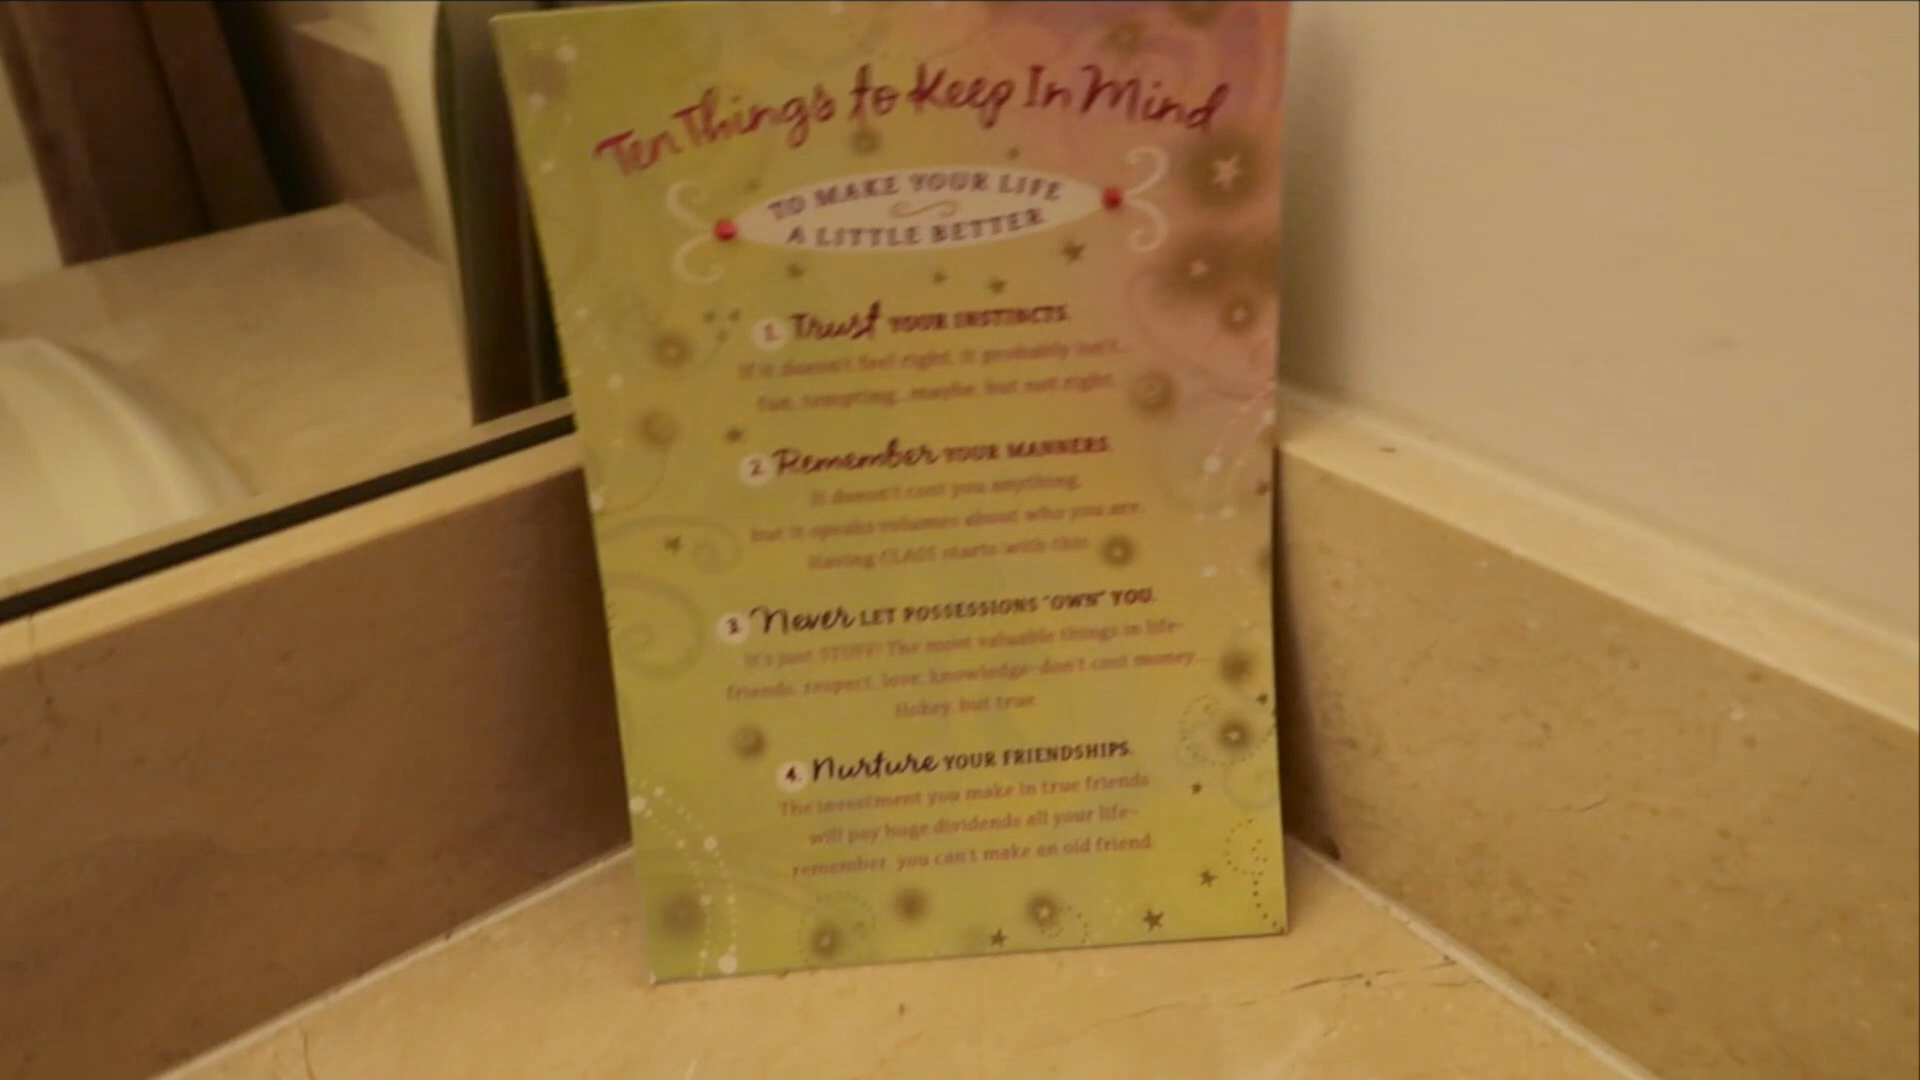 Ten Things to Keep In Mind
TO MAKE YOUR LIFE
A LITTLE BETTER
1. Trust YOUR INSTINCTS.
If it doesn't feel right, it probably isn't...
fun, tempting...maybe, but not right.
2. Remember YOUR MANNERS.
It doesn't cost you anything,
but it speaks volumes about who you are.
Having CLASS starts with this.
3. Never LET POSSESSIONS "OWN" YOU.
It's just STUFF! The most valuable things in life-
friends, respect, love, knowledge-don't cost money...
Hokey, but true.
4. Nurture YOUR FRIENDSHIPS.
The investment you make in true friends
will pay huge dividends all your life-
remember, you can't make an old friend.